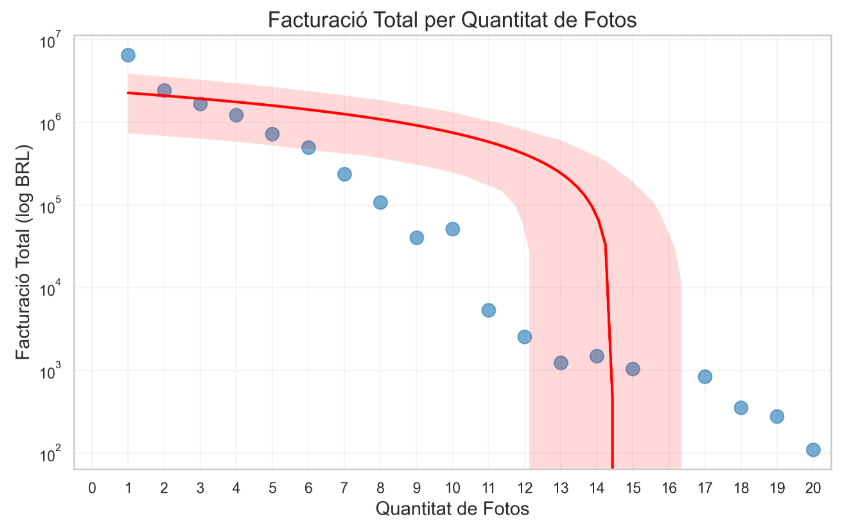 Facturació Total per Quantitat de Fotos
Facturació Total (log BRL)
10^7
10^6
10^5
10^4
10^3
10^2
0 1 2 3 4 5 6 7 8 9 10 11 12 13 14 15 16 17 18 19 20
Quantitat de Fotos